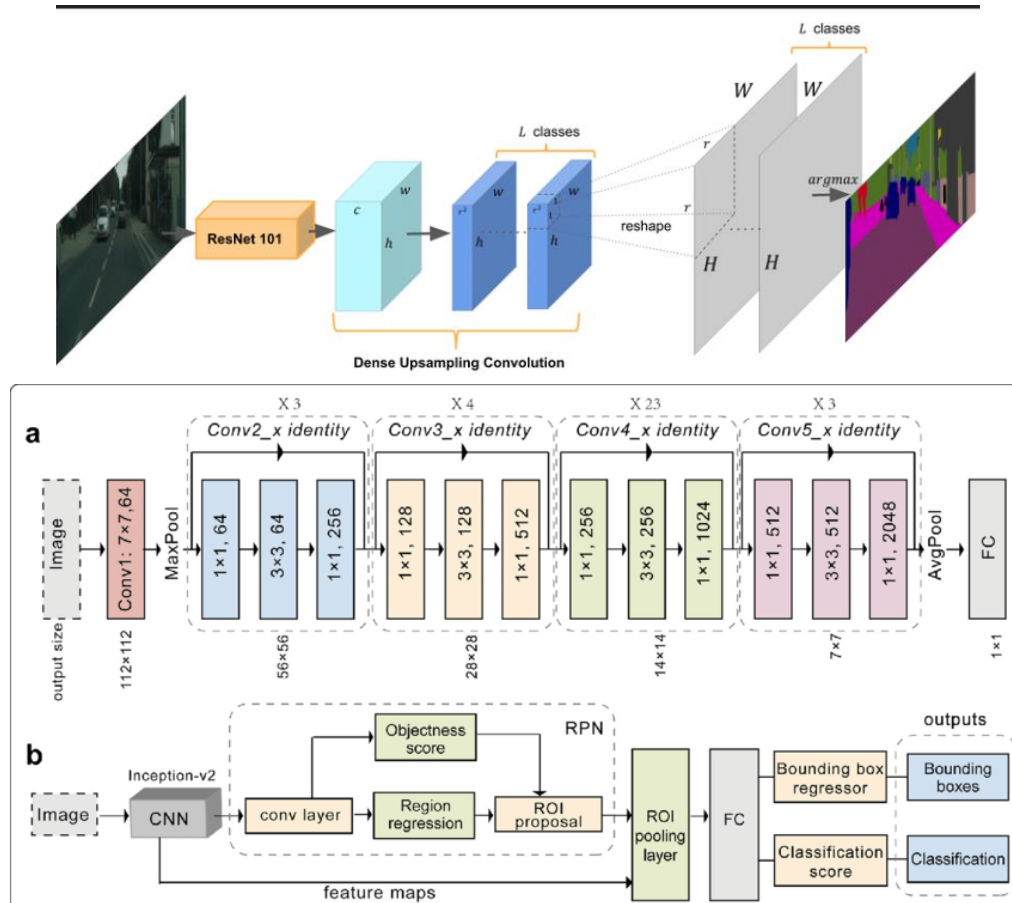 L classes
W
W
L classes
r
w
w
w
c
r²
r²
1
1
argmax
ResNet 101
r
reshape
h
h
h
H
H
Dense Upsampling Convolution
a
X 3
X 4
X 23
X 3
Conv2_x identity
Conv3_x identity
Conv4_x identity
Conv5_x identity
Image
Conv1: 7×7,64
MaxPool
1×1, 64
3×3, 64
1×1, 256
1×1, 128
3×3, 128
1×1, 512
1×1, 256
3×3, 256
1×1, 1024
1×1, 512
3×3, 512
1×1, 2048
AvgPool
FC
output size
112×112
56×56
28×28
14×14
7×7
1×1
b
Image
Inception-v2
CNN
RPN
Objectness
score
conv layer
Region
regression
ROI
proposal
feature maps
ROI
pooling
layer
FC
Bounding box
regressor
Classification
score
outputs
Bounding
boxes
Classification